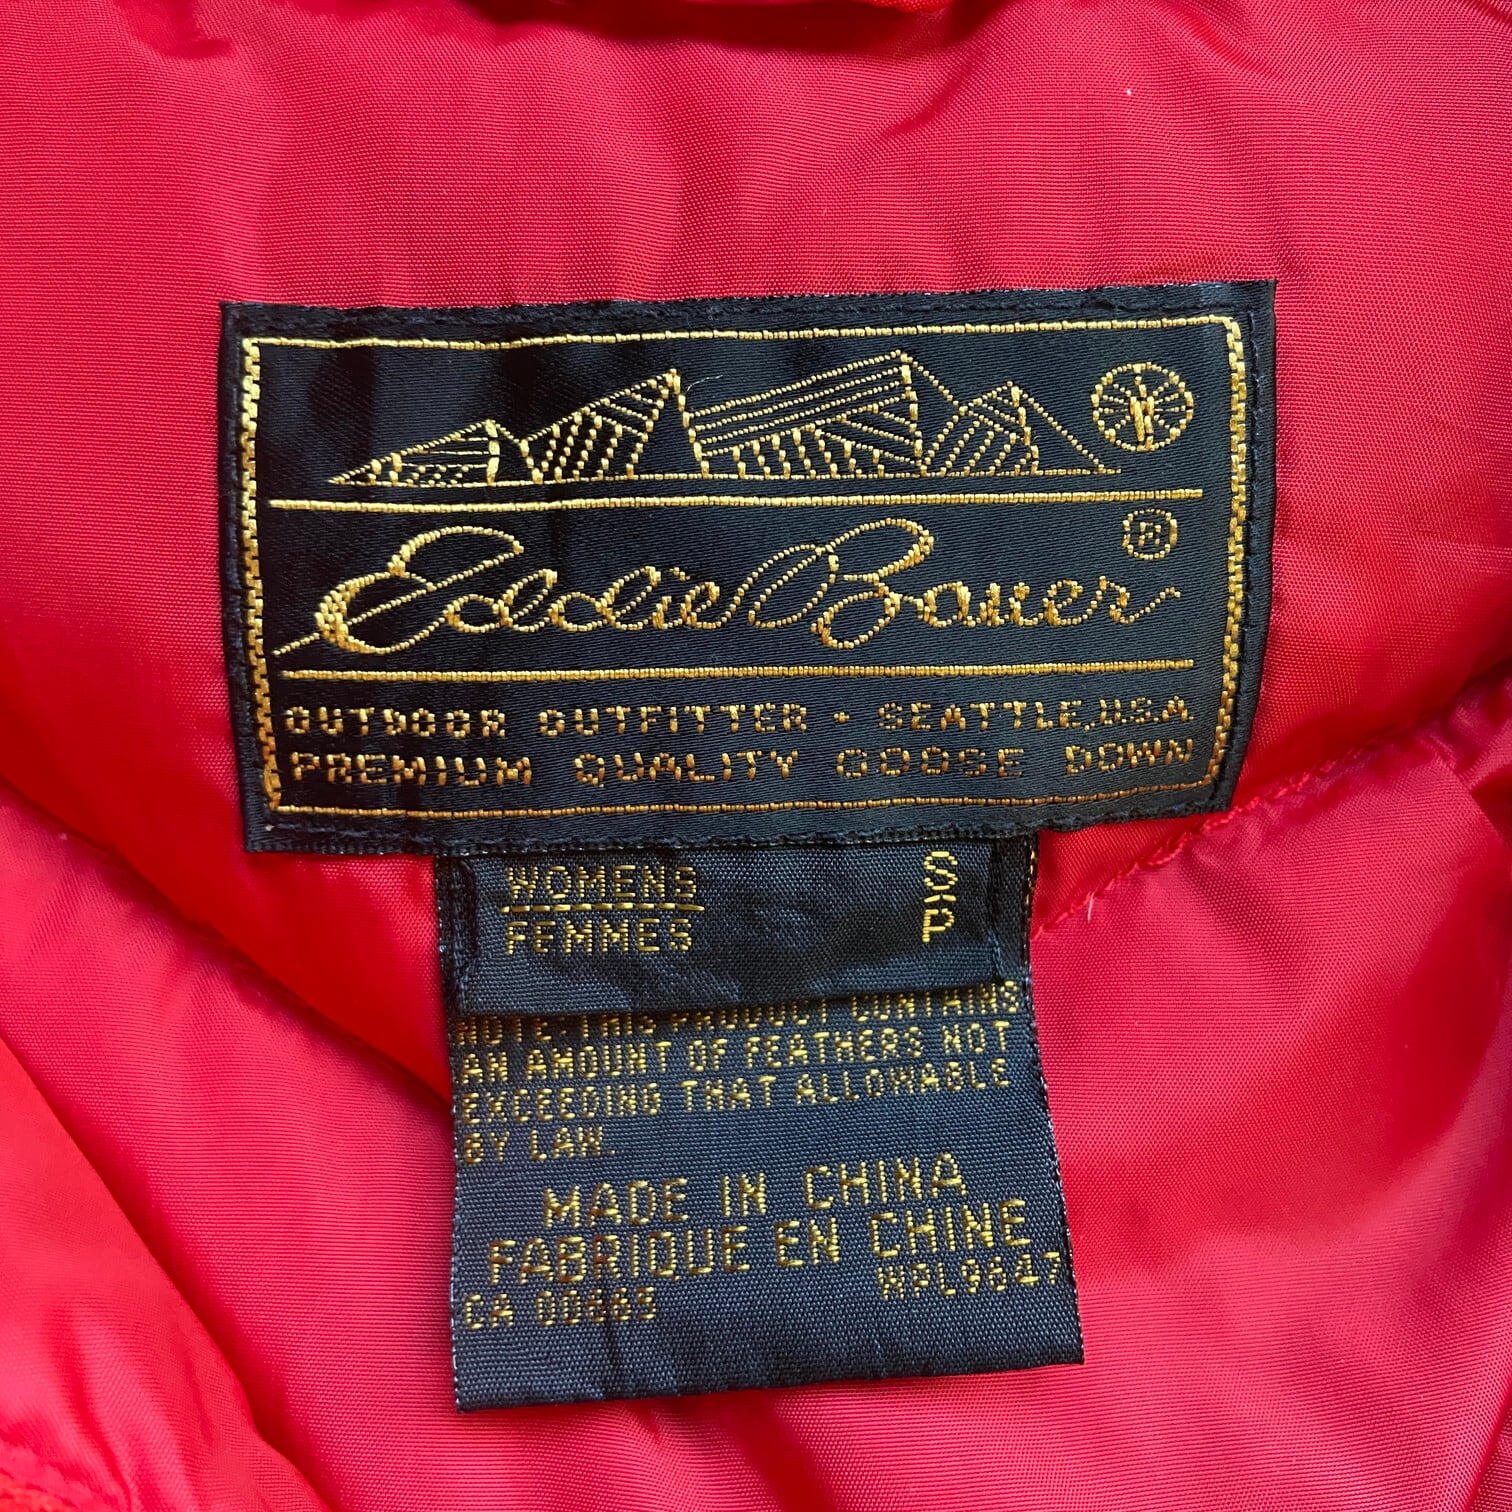 Eddie Bauer ®
OUTDOOR OUTFITTER • SEATTLE, U.S.A.
PREMIUM QUALITY GOOSE DOWN
WOMENS S
FEMMES P
NOTE-THIS PRODUCT CONTAINS
AN AMOUNT OF FEATHERS NOT
EXCEEDING THAT ALLOWABLE
BY LAW.
MADE IN CHINA
FABRIQUE EN CHINE
WPL9647
CA 00665